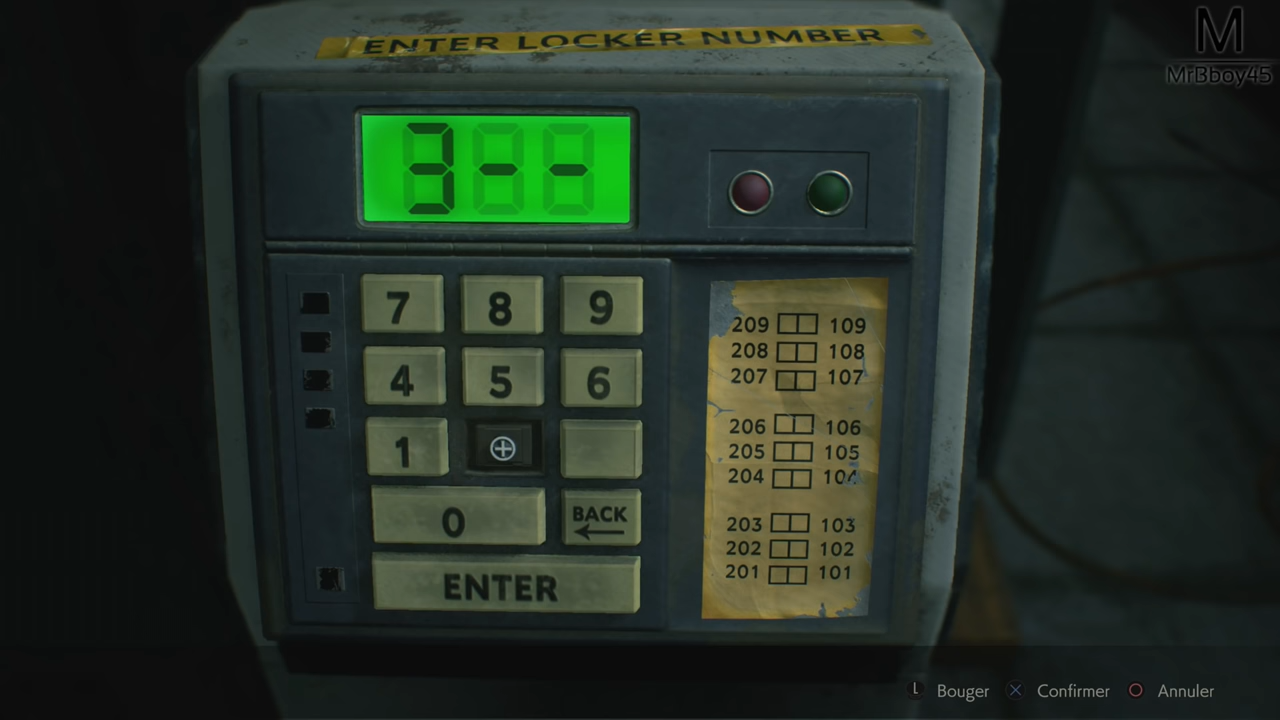 M
MrBboy45
ENTER LOCKER NUMBER
3--
7 8 9
4 5 6
1
0 BACK
ENTER
209 109
208 108
207 107
206 106
205 105
204 104
203 103
202 102
201 101
L Bouger Confirmer Annuler